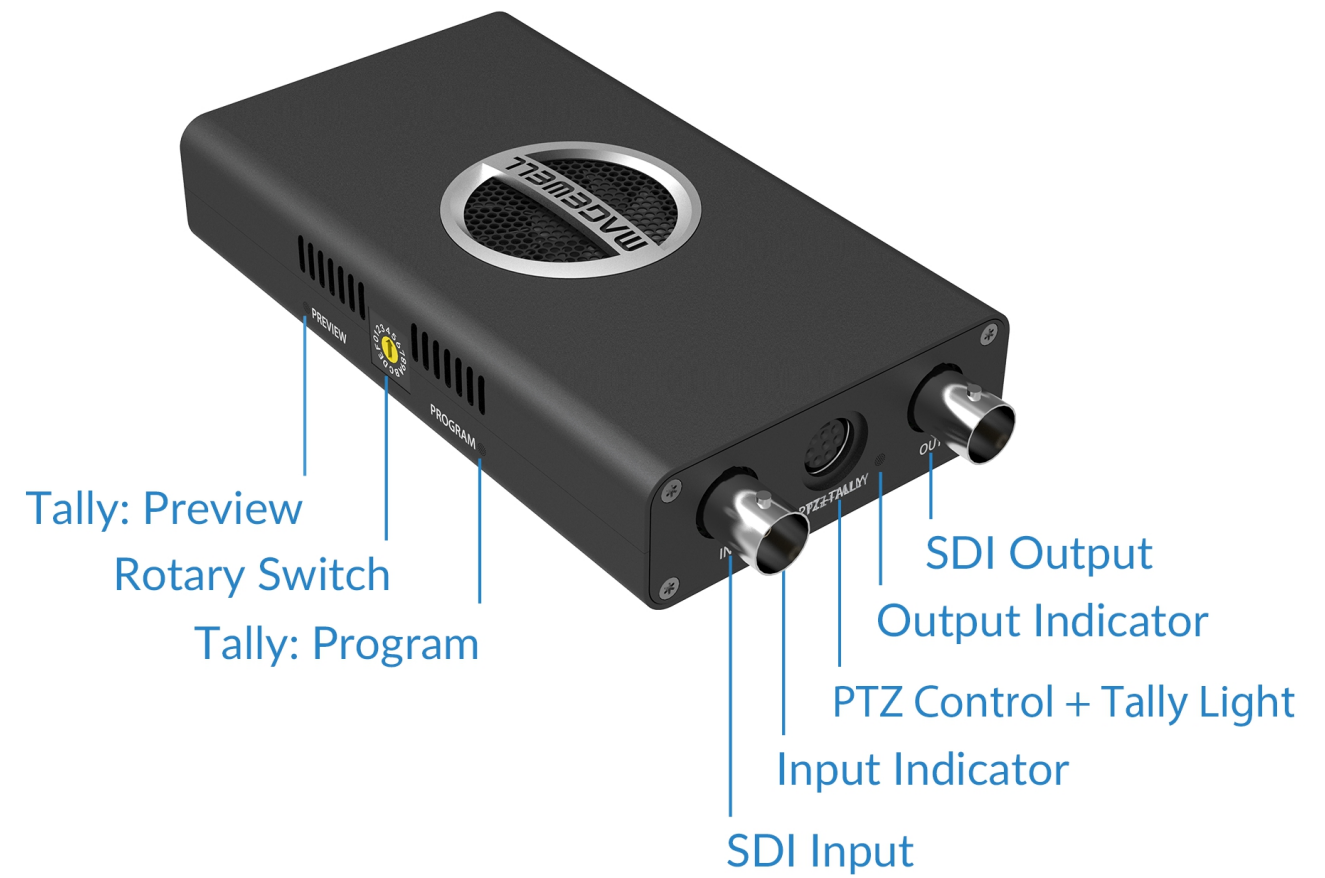 MAGEWELL
PREVIEW
PROGRAM
IN
PTZ+TALLY
Tally: Preview
Rotary Switch
Tally: Program
SDI Output
Output Indicator
PTZ Control + Tally Light
Input Indicator
SDI Input